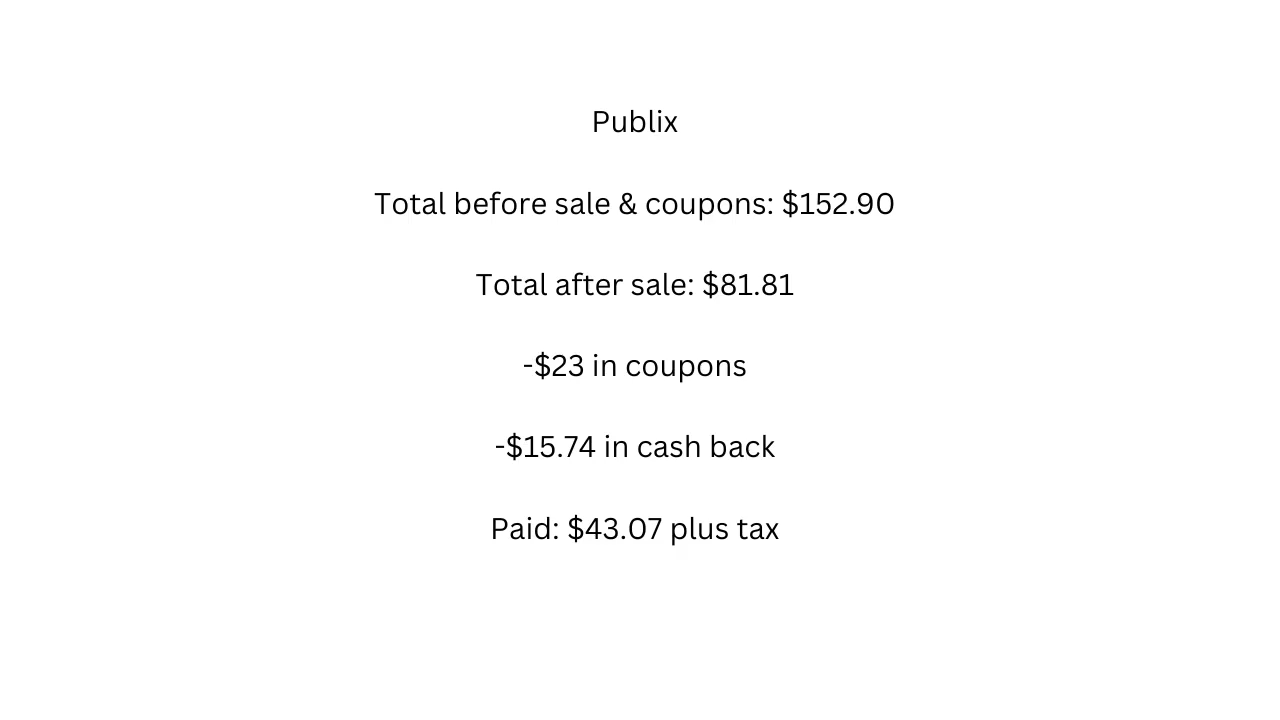 Publix
Total before sale & coupons: $152.90
Total after sale: $81.81
-$23 in coupons
-$15.74 in cash back
Paid: $43.07 plus tax